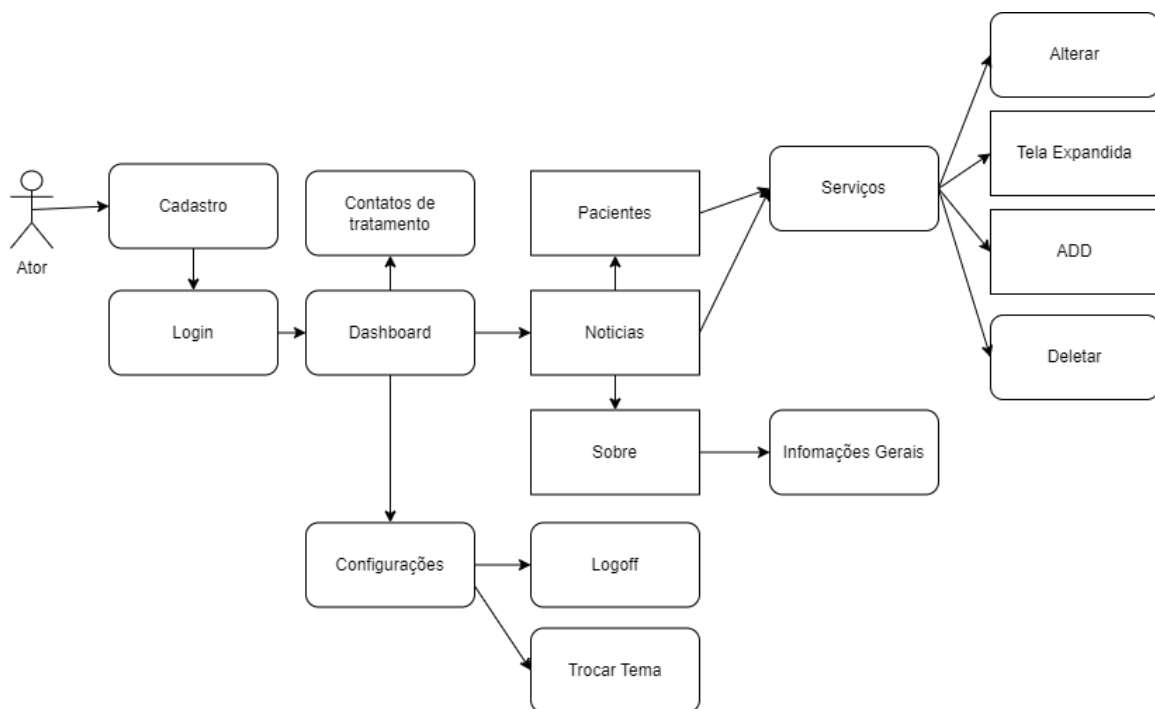 Alterar
Tela Expandida
Serviços
Cadastro
Contatos de
tratamento
Pacientes
ADD
Ator
Login
Dashboard
Noticias
Deletar
Sobre
Infomações Gerais
Configurações
Logoff
Trocar Tema